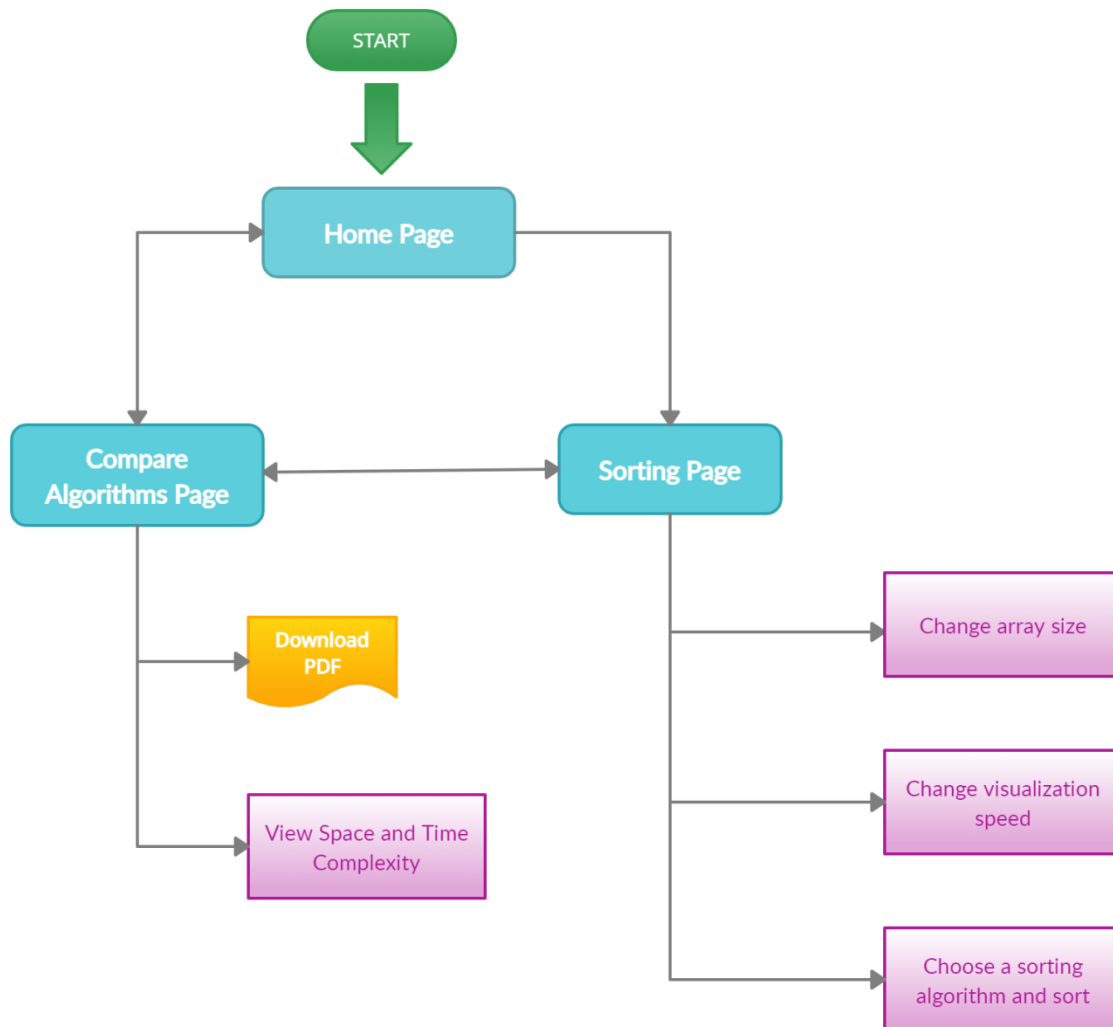 START
Home Page
Compare
Algorithms Page
Sorting Page
Download
PDF
Change array size
View Space and Time
Complexity
Change visualization
speed
Choose a sorting
algorithm and sort